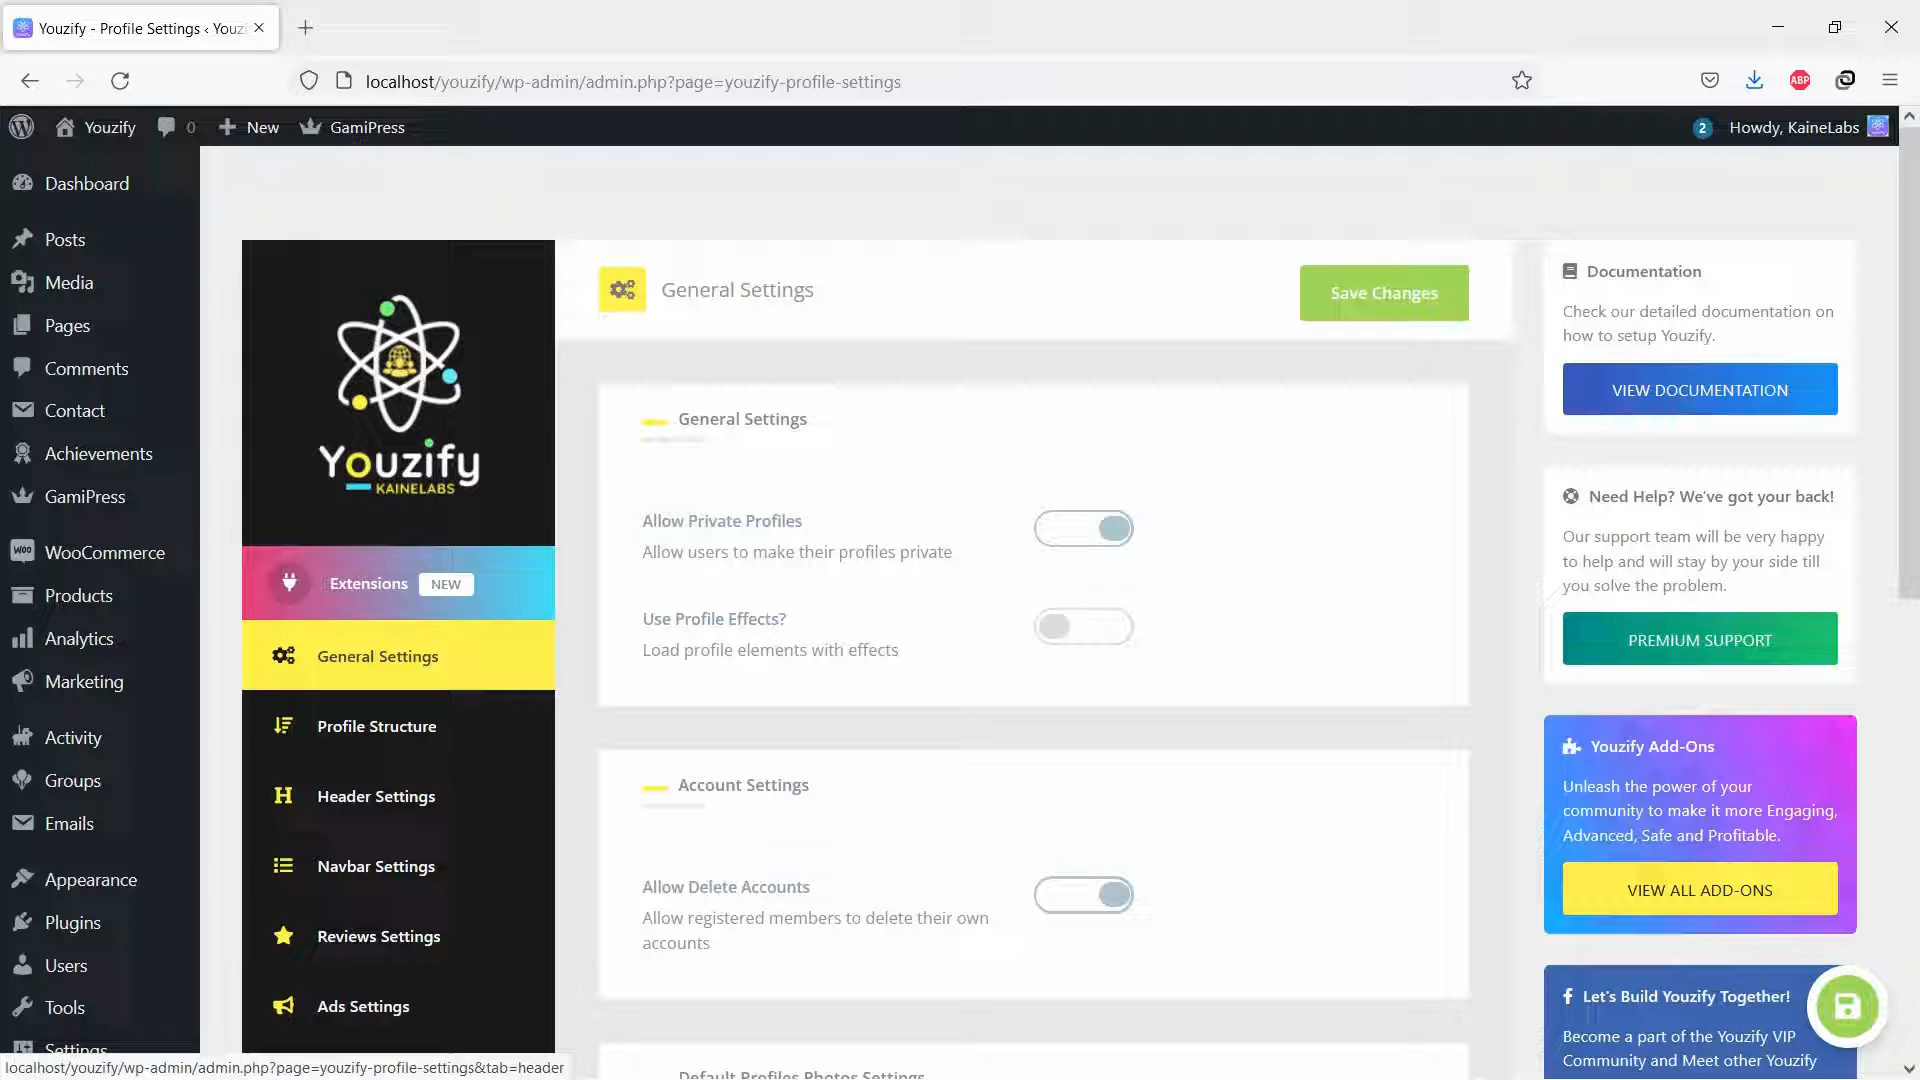 Youzify - Profile Settings ‹ Youzi
localhost/youzify/wp-admin/admin.php?page=youzify-profile-settings
ABP
Youzify
0
New
GamiPress
2
Howdy, KaineLabs
Dashboard
Posts
Media
Pages
Comments
Contact
Achievements
GamiPress
WooCommerce
Products
Analytics
Marketing
Activity
Groups
Emails
Appearance
Plugins
Users
Tools
Settings
Youzify
KAINELABS
Extensions NEW
General Settings
Profile Structure
Header Settings
Navbar Settings
Reviews Settings
Ads Settings
General Settings
Save Changes
General Settings
Allow Private Profiles
Allow users to make their profiles private
Use Profile Effects?
Load profile elements with effects
Account Settings
Allow Delete Accounts
Allow registered members to delete their own
accounts
Default Profiles Photos Settings
Documentation
Check our detailed documentation on
how to setup Youzify.
VIEW DOCUMENTATION
Need Help? We've got your back!
Our support team will be very happy
to help and will stay by your side till
you solve the problem.
PREMIUM SUPPORT
Youzify Add-Ons
Unleash the power of your
community to make it more Engaging,
Advanced, Safe and Profitable.
VIEW ALL ADD-ONS
Let's Build Youzify Together!
Become a part of the Youzify VIP
Community and Meet other Youzify
localhost/youzify/wp-admin/admin.php?page=youzify-profile-settings&tab=header